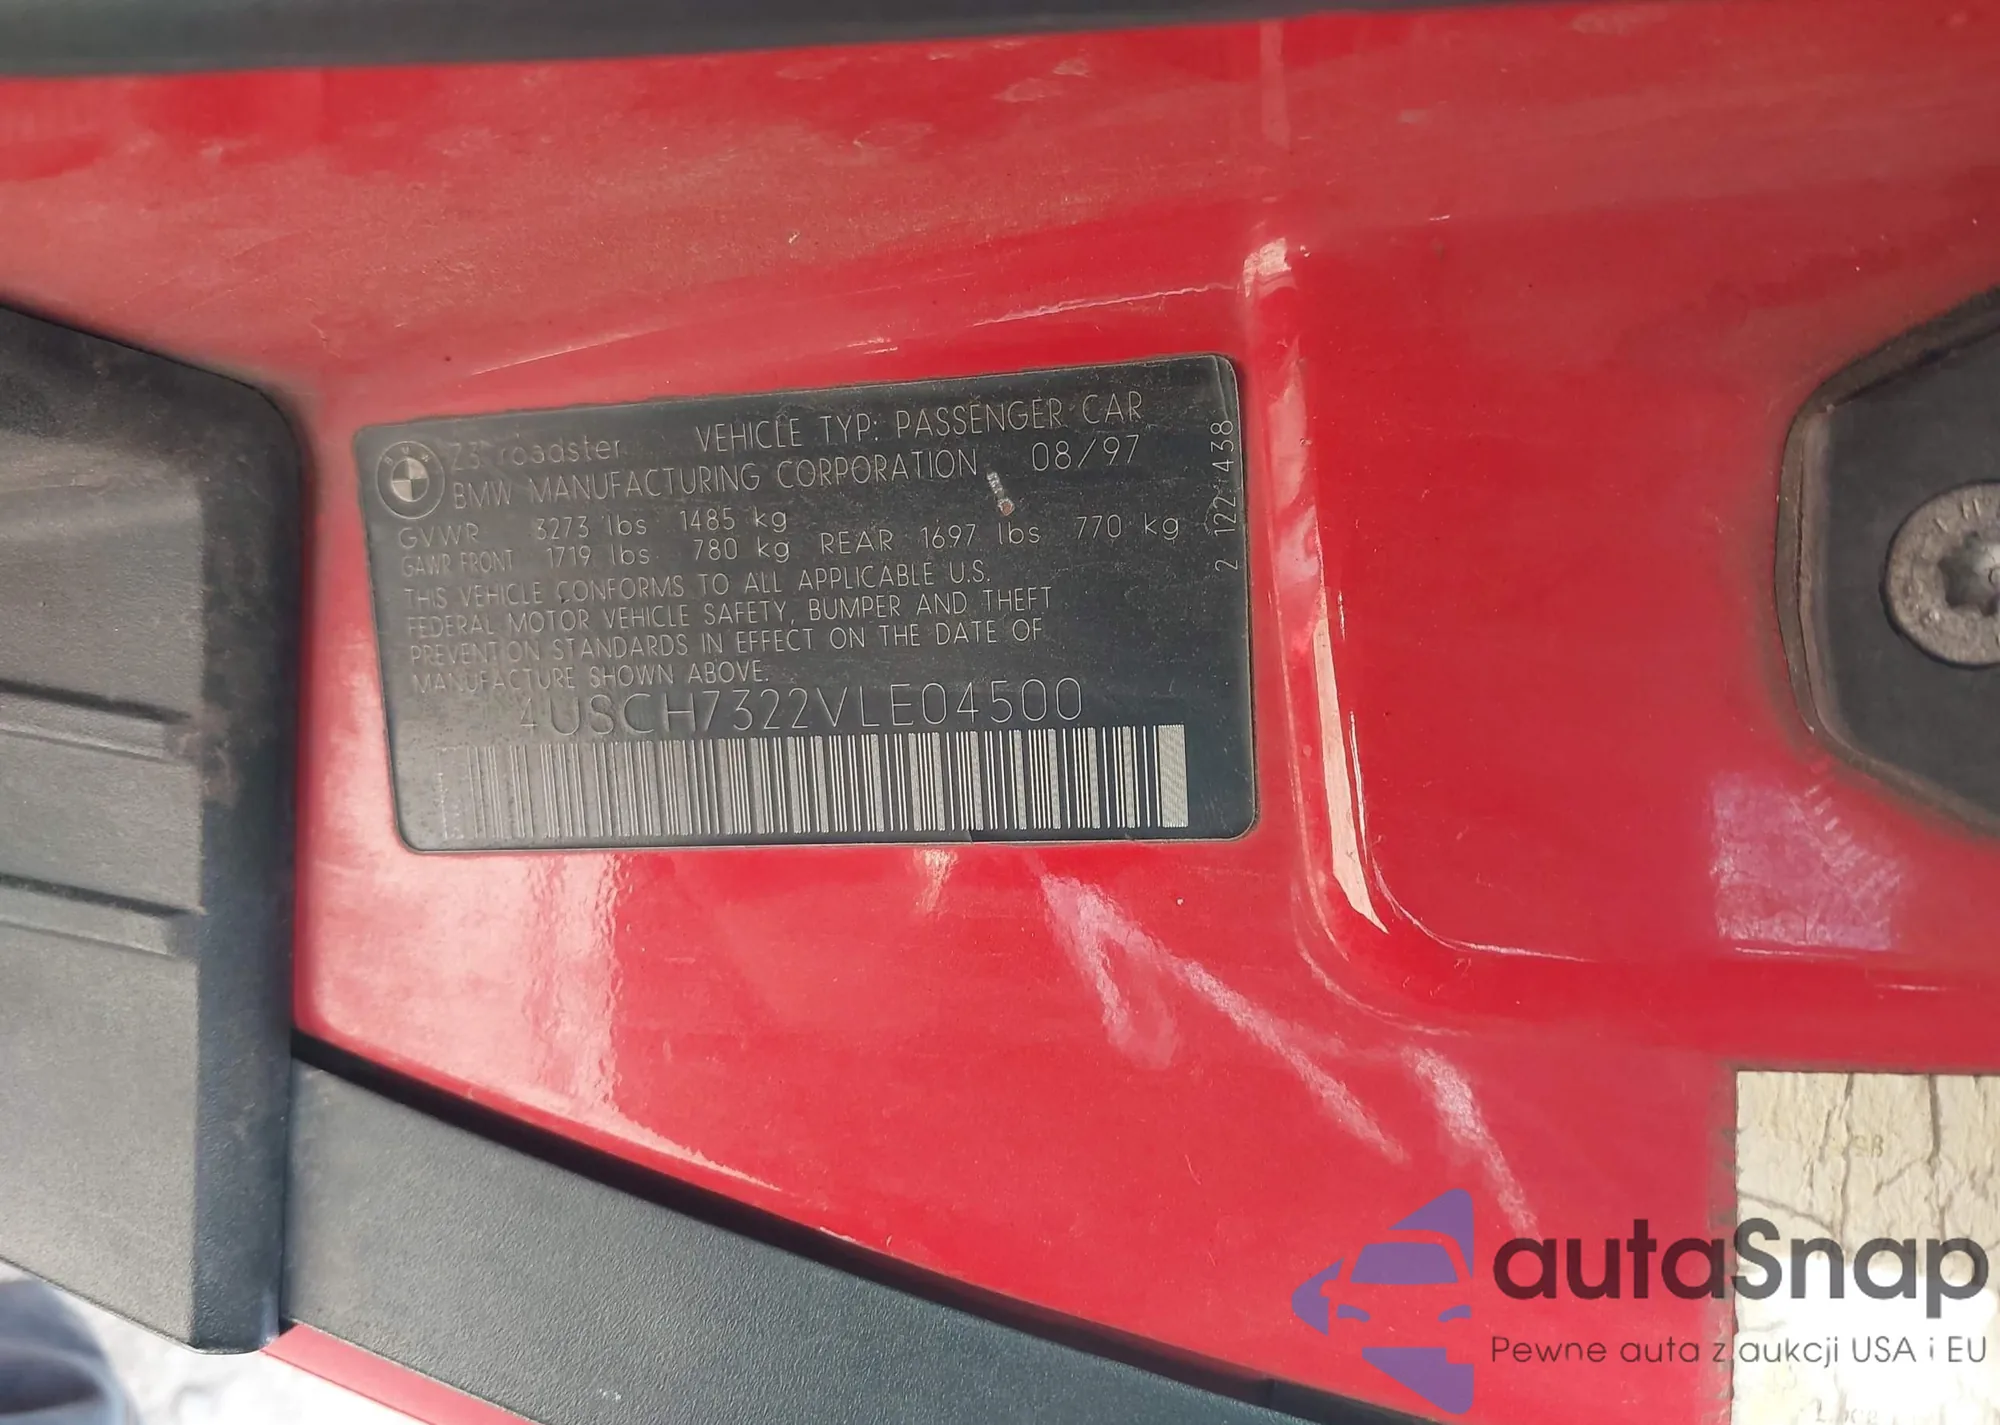 Z3 roadster VEHICLE TYP: PASSENGER CAR
BMW MANUFACTURING CORPORATION 08/97
GVWR 3273 lbs 1485 kg
GAWR FRONT 1719 lbs 780 kg REAR 1697 lbs 770 kg
THIS VEHICLE CONFORMS TO ALL APPLICABLE U.S.
FEDERAL MOTOR VEHICLE SAFETY, BUMPER AND THEFT
PREVENTION STANDARDS IN EFFECT ON THE DATE OF
MANUFACTURE SHOWN ABOVE.
4USCH7322VLE04500
2 122 438
autaSnap
Pewne auta z aukcji USA i EU